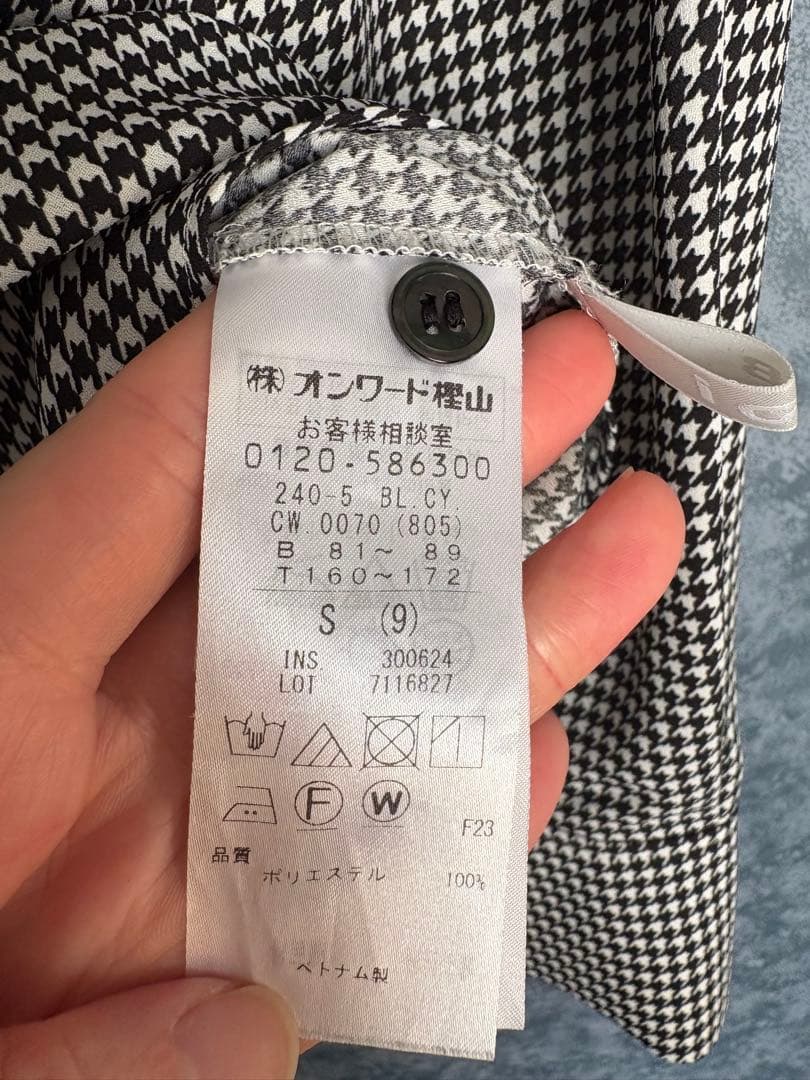 (株)オンワード樫山
お客様相談室
0120-586300
240-5 BL.CY.
CW.0070 (805)
B 81～ 89
T160～172
S (9)
INS. 300624
LOT 7116827
F W
F23
品質
ポリエステル 100%
ベトナム製